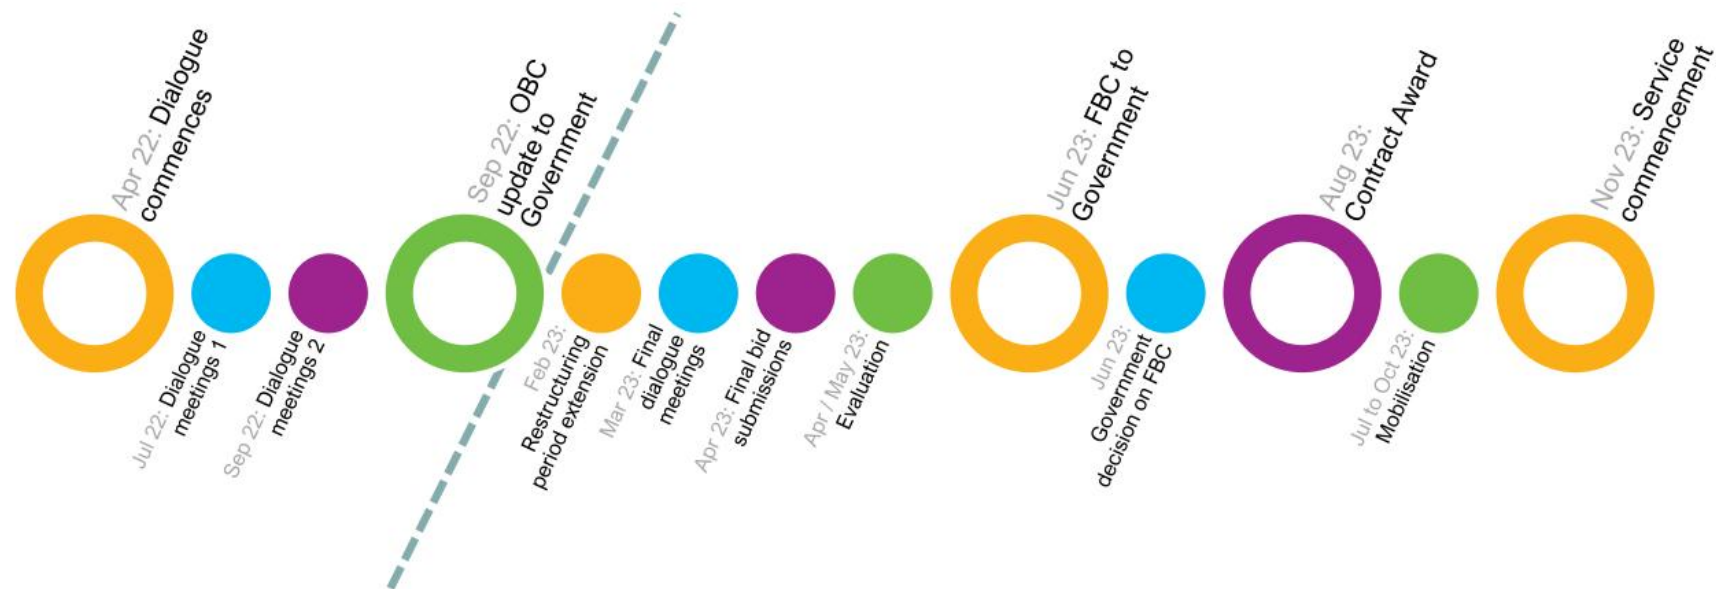 Apr 22: Dialogue
commences
Jul 22: Dialogue
meetings 1
Sep 22: Dialogue
meetings 2
Sep 22: OBC
update to
Government
Feb 23:
Restructuring
period extension
Mar 23: Final
dialogue
meetings
Apr 23: Final bid
submissions
Apr / May 23:
Evaluation
Jun 23: FBC to
Government
Jun 23:
Government
decision on FBC
Aug 23:
Contract Award
Jul to Oct 23:
Mobilisation
Nov 23: Service
commencement